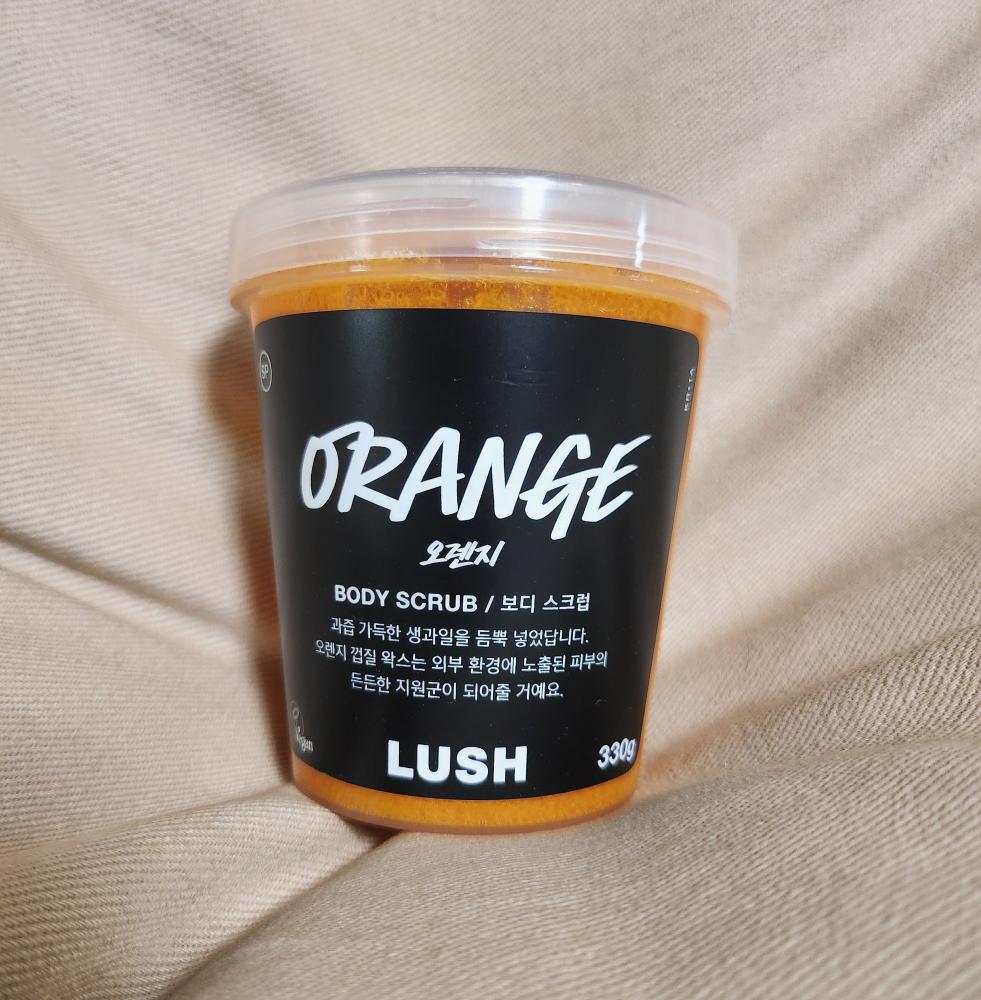 SP
ORANGE
오렌지
BODY SCRUB / 보디 스크럽
과즙 가득한 생과일을 듬뿍 넣었답니다.
오렌지 껍질 왁스는 외부 환경에 노출된 피부의
든든한 지원군이 되어줄 거예요.
Vegan
LUSH
330g